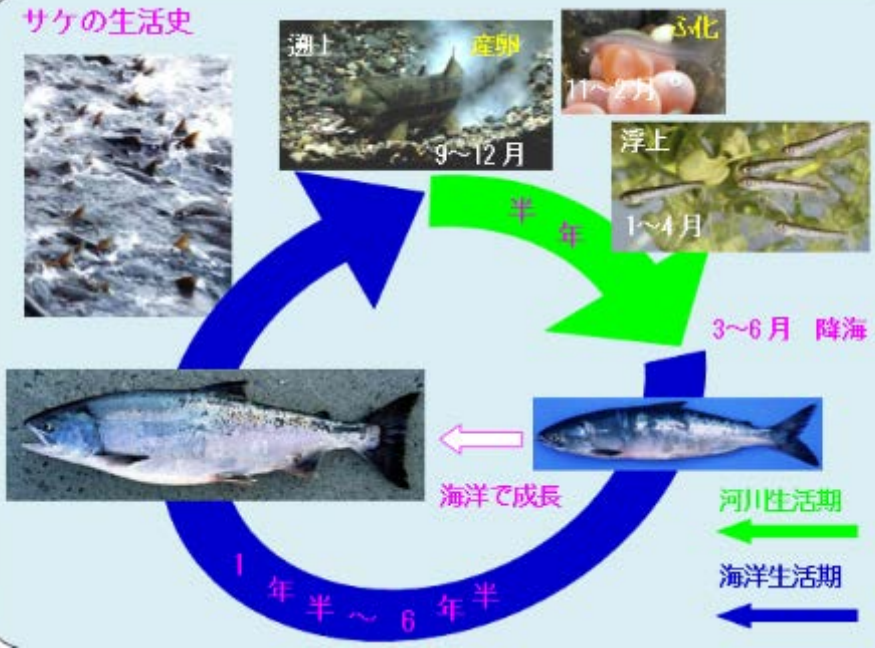 サケの生活史
遡上
産卵
9～12月
ふ化
11～2月
浮上
1～4月
半年
3～6月 降海
海洋で成長
1年半～6年半
河川生活期
海洋生活期